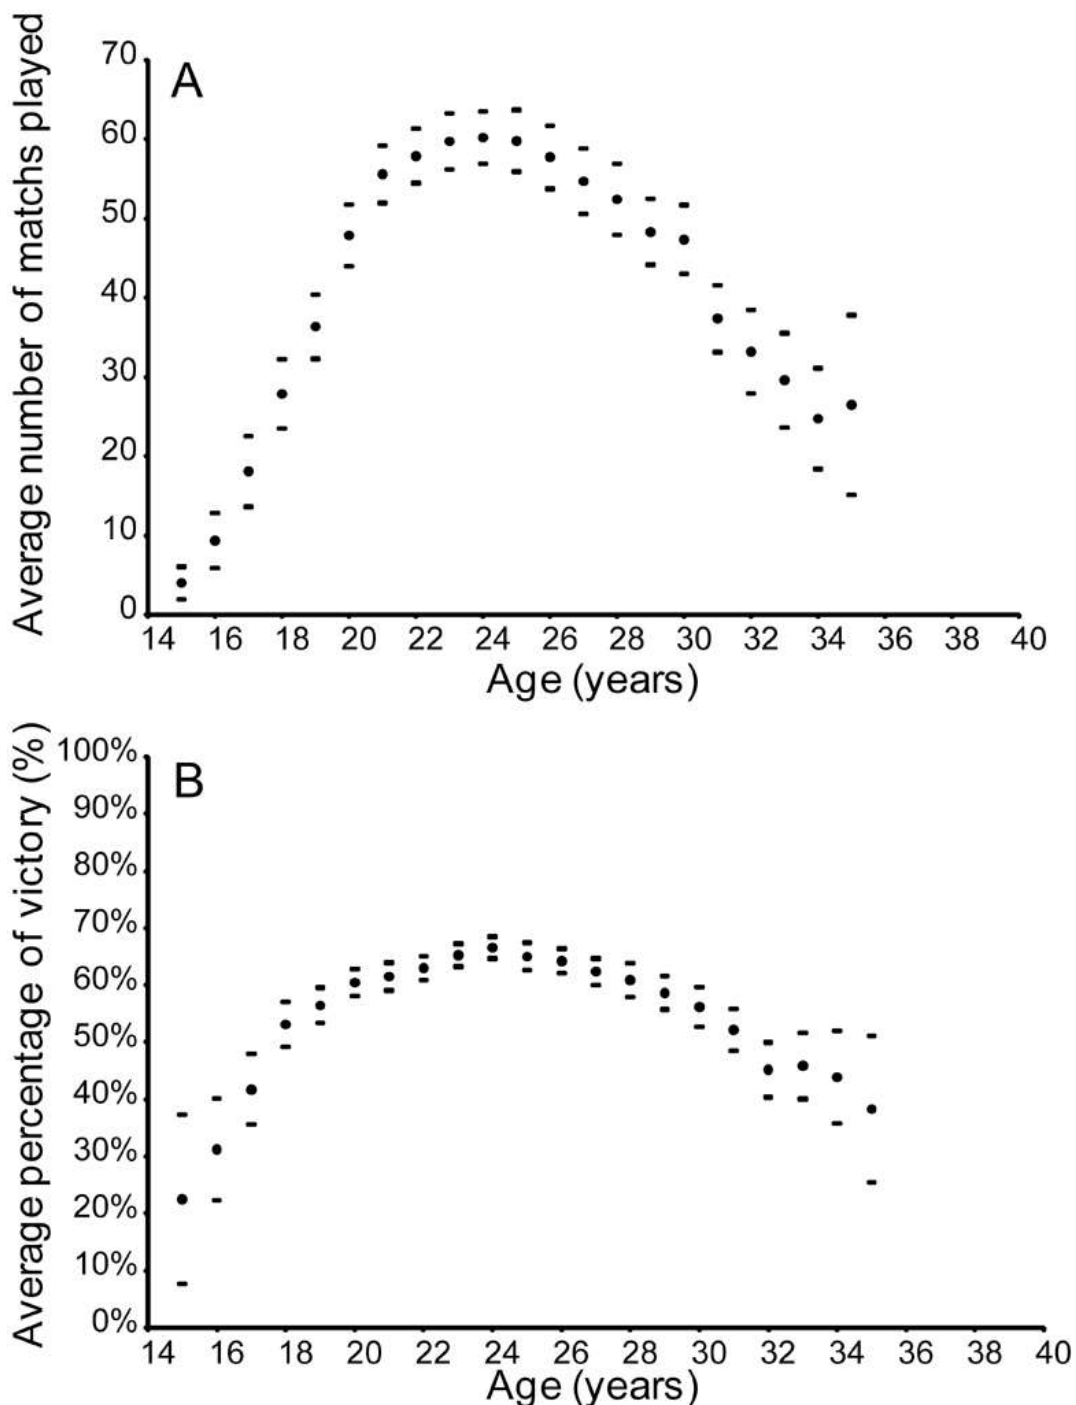 Average number of matchs played
A
70
60
50
40
30
20
10
0
14 16 18 20 22 24 26 28 30 32 34 36 38 40
Age (years)
Average percentage of victory (%)
B
100%
90%
80%
70%
60%
50%
40%
30%
20%
10%
0%
14 16 18 20 22 24 26 28 30 32 34 36 38 40
Age (years)